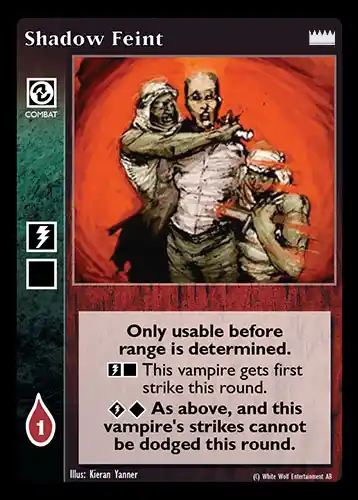 Shadow Feint
COMBAT
Only usable before
range is determined.
This vampire gets first
strike this round.
As above, and this
vampire's strikes cannot
be dodged this round.
1
Illus: Kieran Yanner
(C) White Wolf Entertainment AB